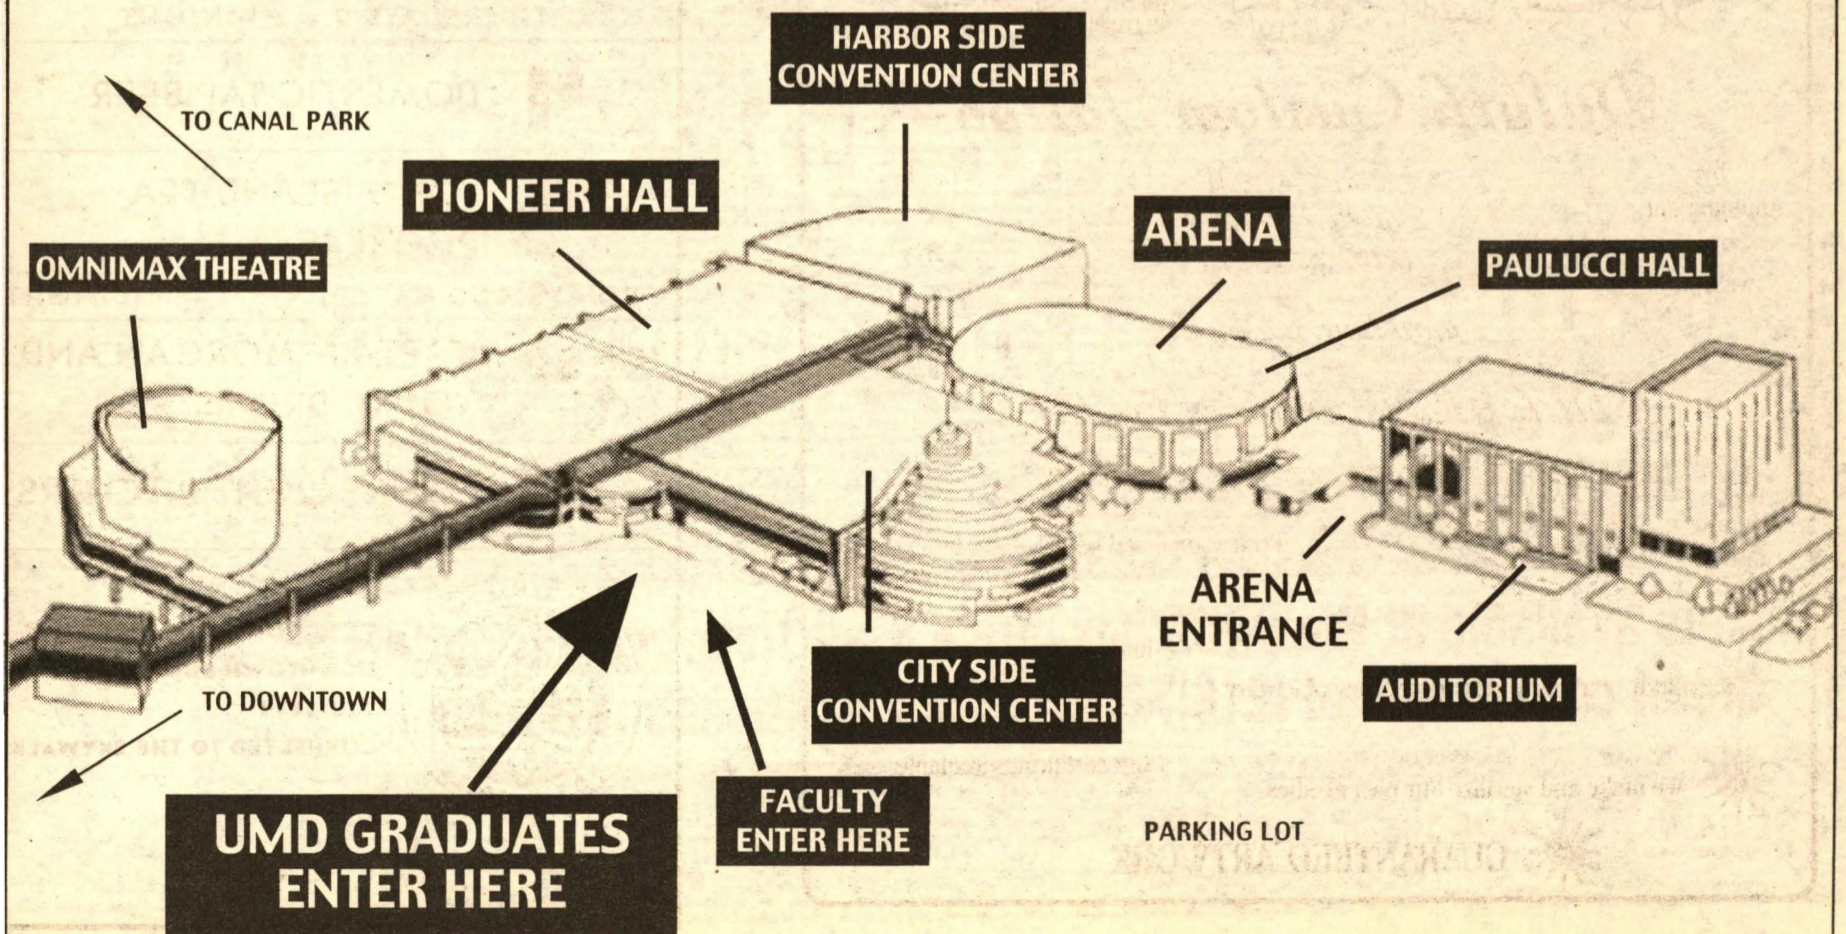 HARBOR SIDE
CONVENTION CENTER
TO CANAL PARK
PIONEER HALL
ARENA
OMNIMAX THEATRE
PAULUCCI HALL
ARENA
ENTRANCE
CITY SIDE
CONVENTION CENTER
AUDITORIUM
TO DOWNTOWN
UMD GRADUATES
ENTER HERE
FACULTY
ENTER HERE
PARKING LOT